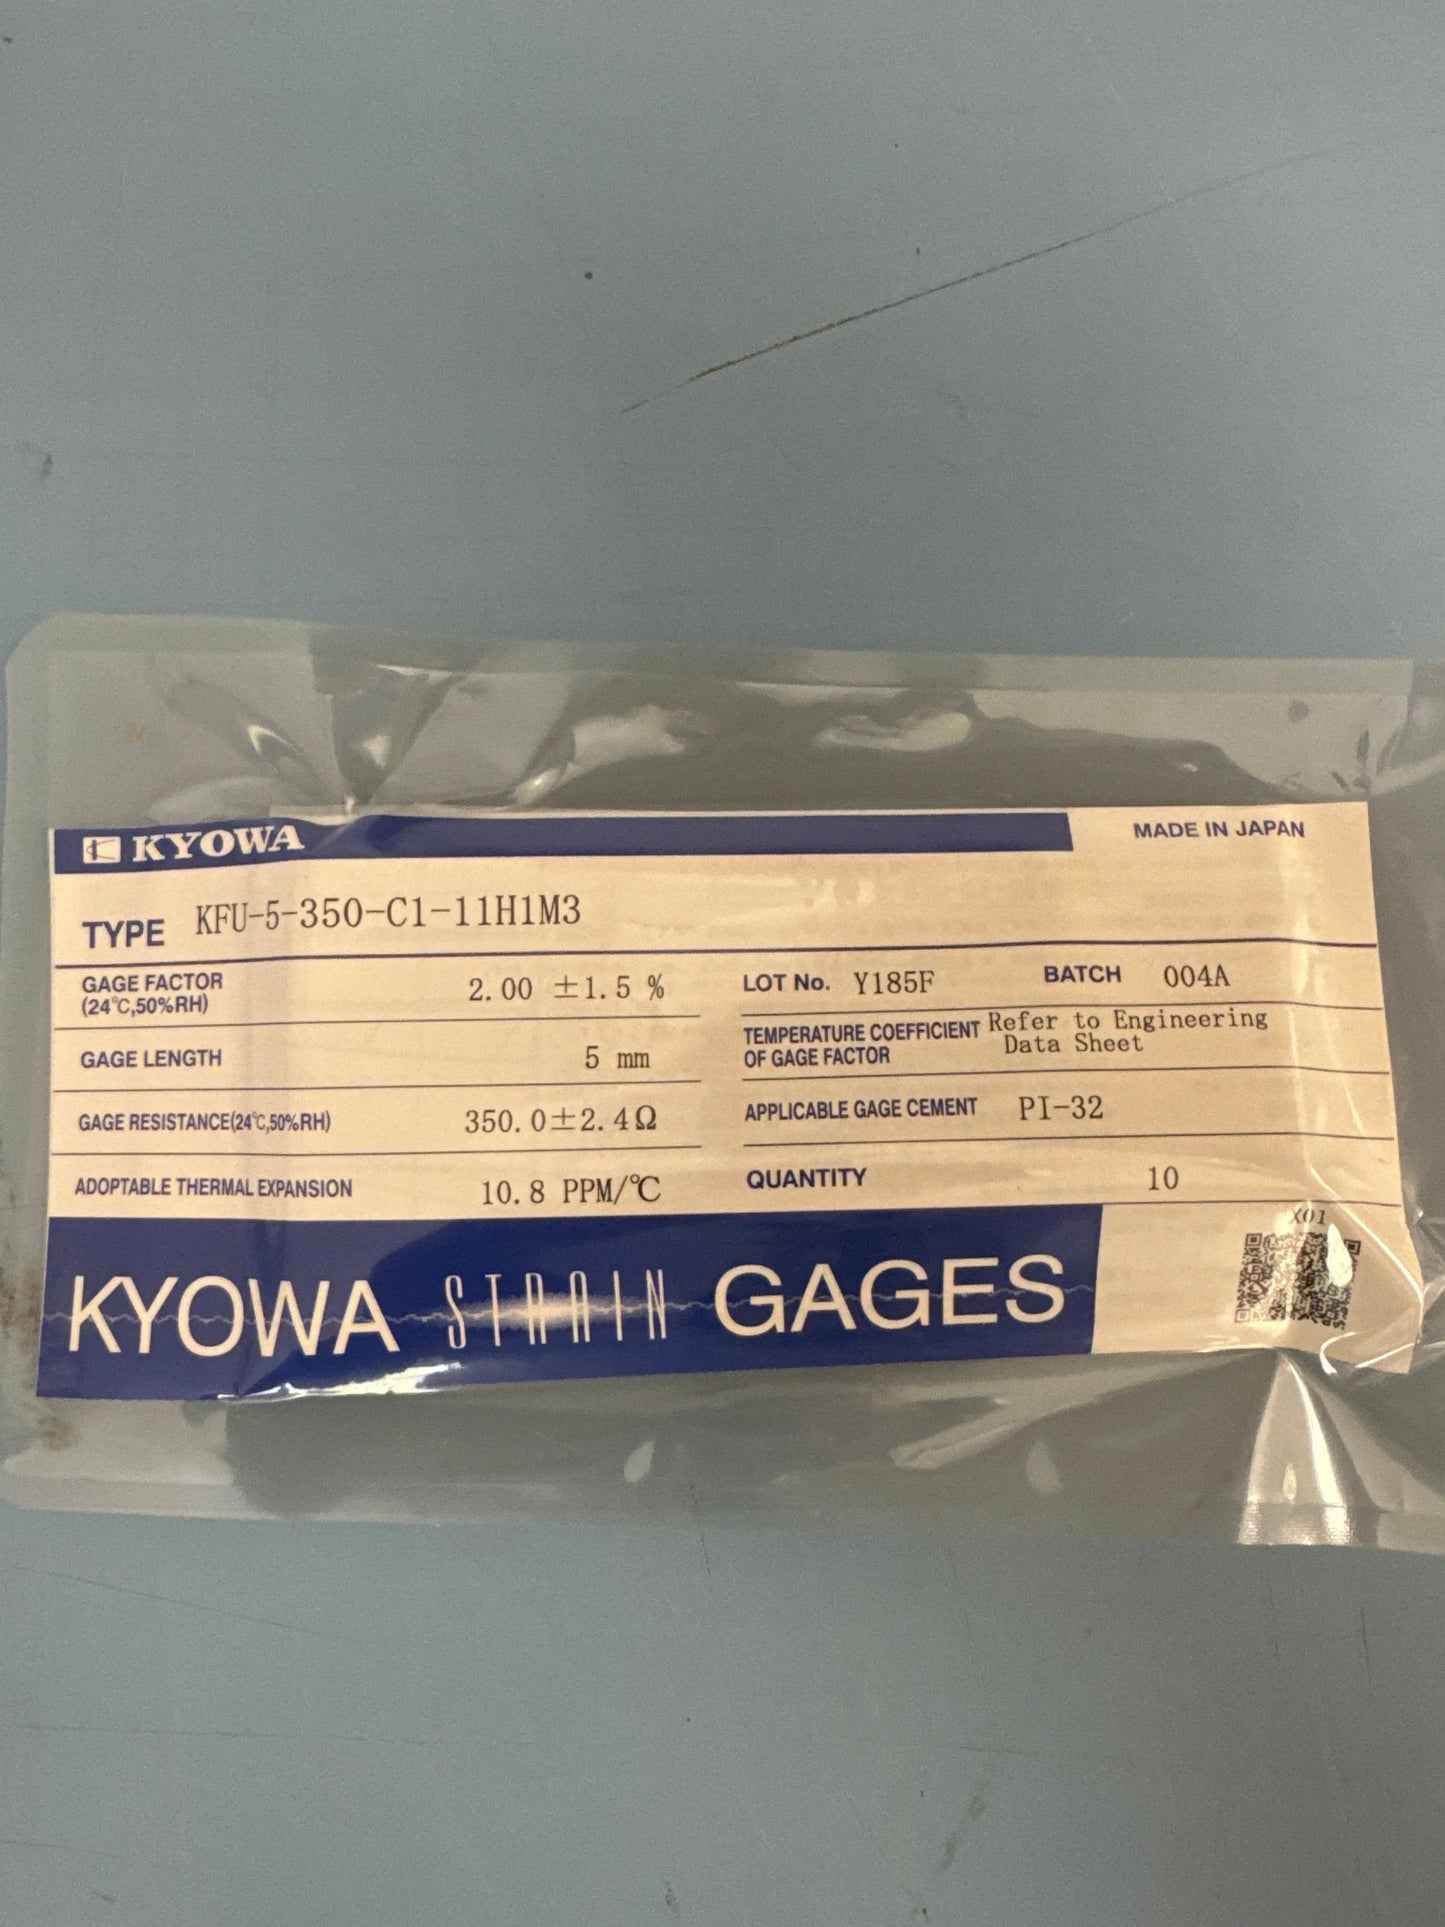 KYOWA
MADE IN JAPAN
TYPE KFU-5-350-C1-11H1M3
GAGE FACTOR
(24℃,50%RH)
2.00 ±1.5 %
GAGE LENGTH 5 mm
GAGE RESISTANCE(24℃,50%RH) 350.0±2.4Ω
ADOPTABLE THERMAL EXPANSION 10.8 PPM/℃
LOT No. Y185F BATCH 004A
TEMPERATURE COEFFICIENT
OF GAGE FACTOR
Refer to Engineering
Data Sheet
APPLICABLE GAGE CEMENT PI-32
QUANTITY 10
X01
KYOWA STRAIN GAGES